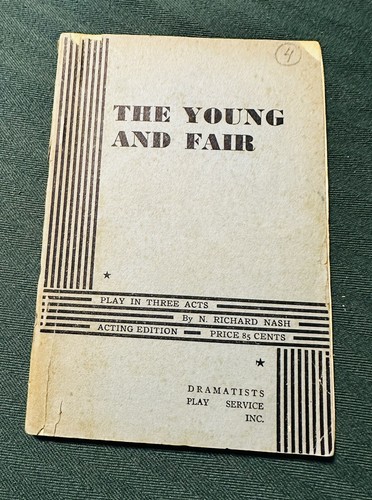 4
THE YOUNG
AND FAIR
PLAY IN THREE ACTS
By N. RICHARD NASH
ACTING EDITION — PRICE 85 CENTS
DRAMATISTS
PLAY SERVICE
INC.